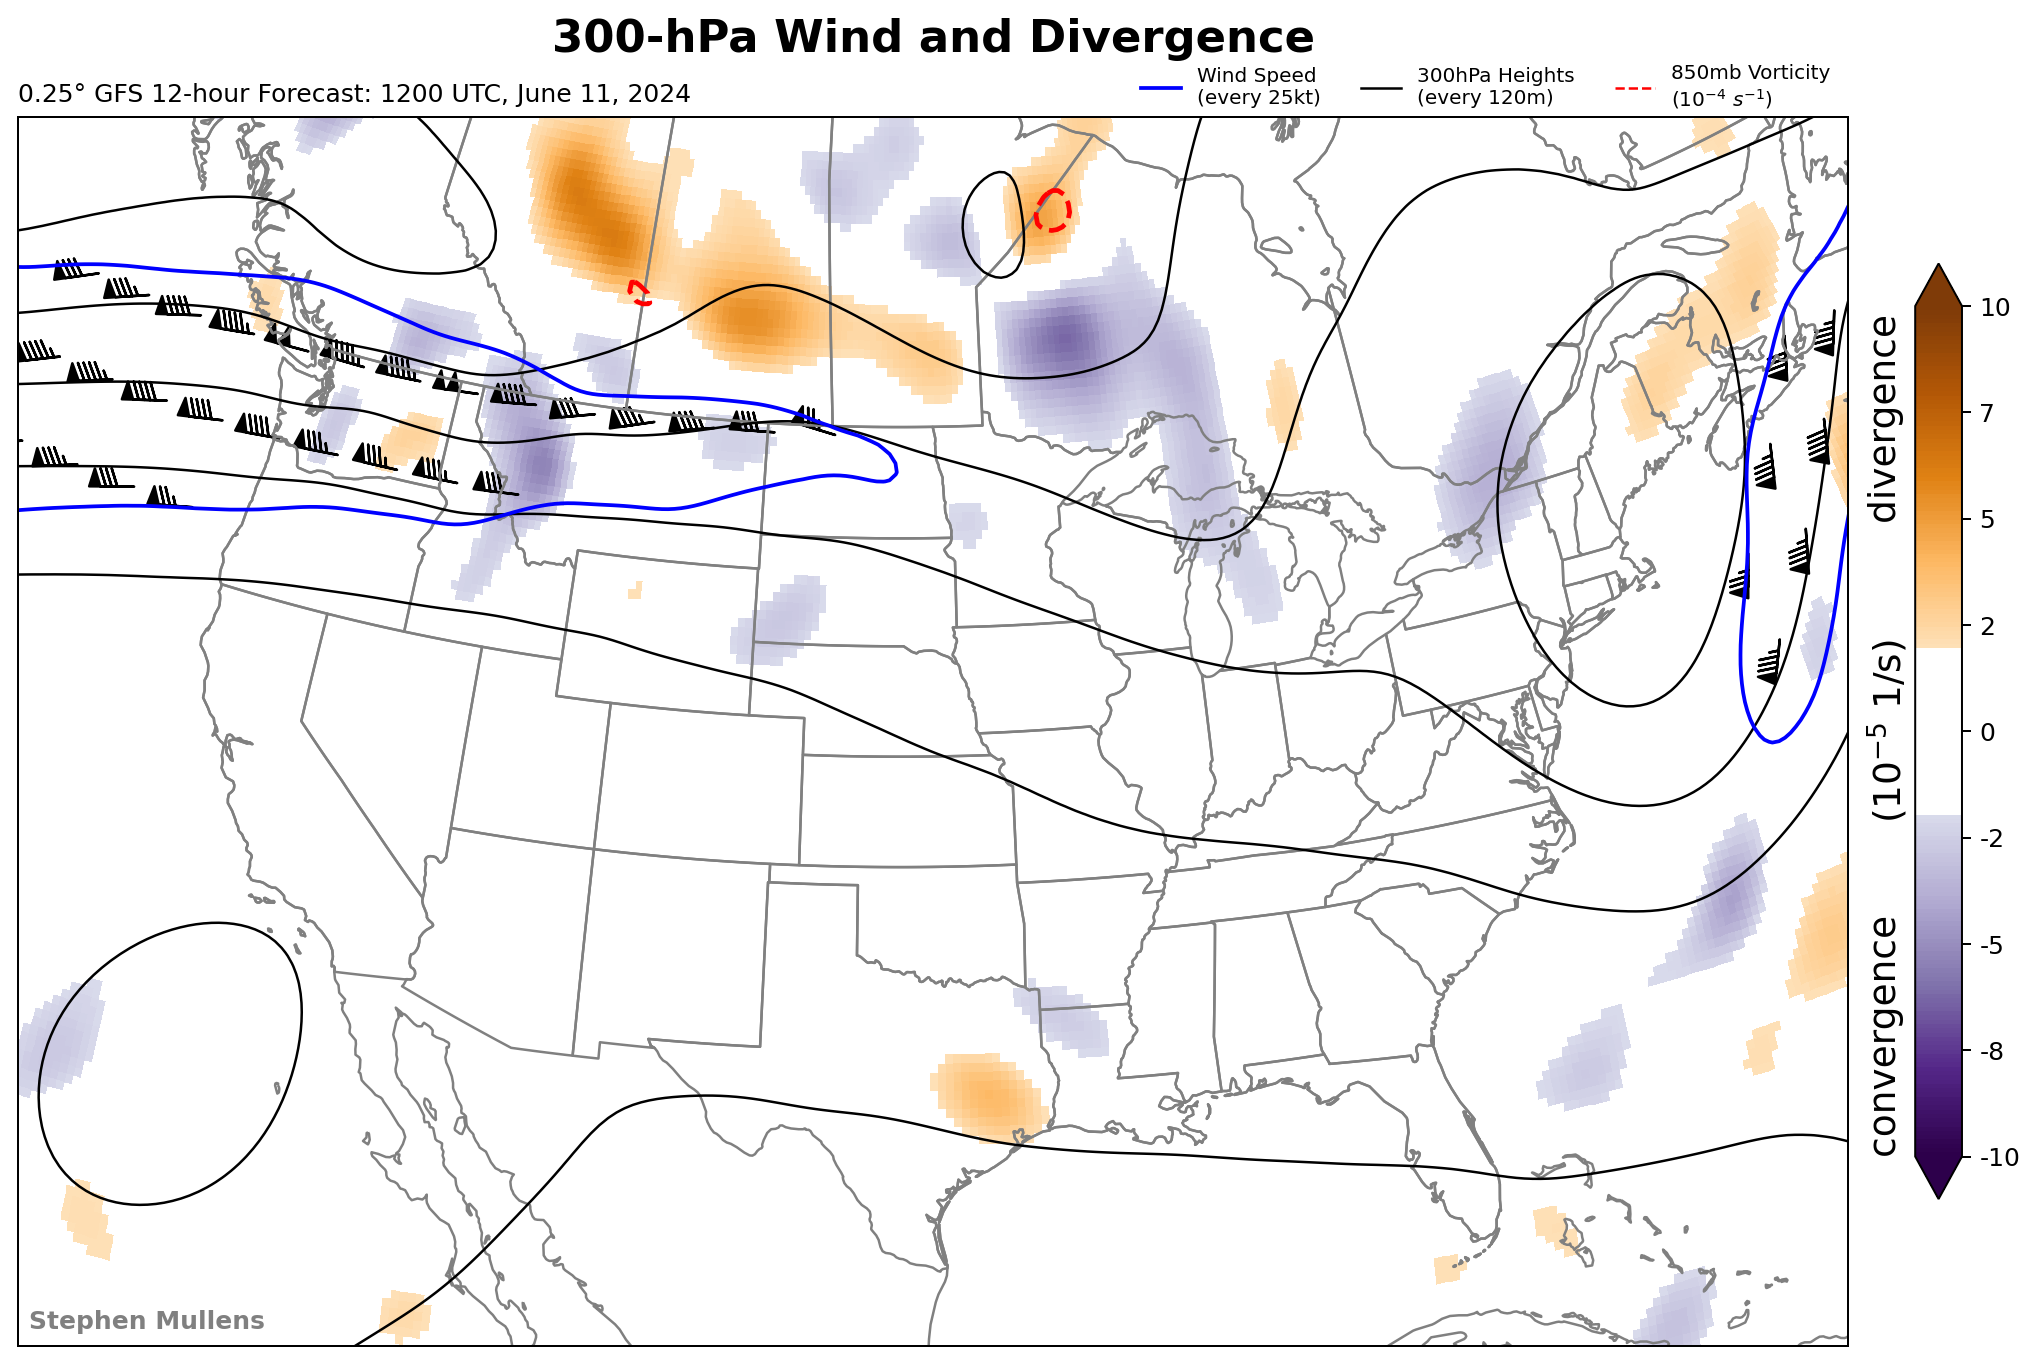 300-hPa Wind and Divergence
0.25° GFS 12-hour Forecast: 1200 UTC, June 11, 2024
Wind Speed
(every 25kt)
300hPa Heights
(every 120m)
850mb Vorticity
(10⁻⁴ s⁻¹)
10
7
5
2
0
-2
-5
-8
-10
convergence (10⁻⁵ 1/s) divergence
Stephen Mullens